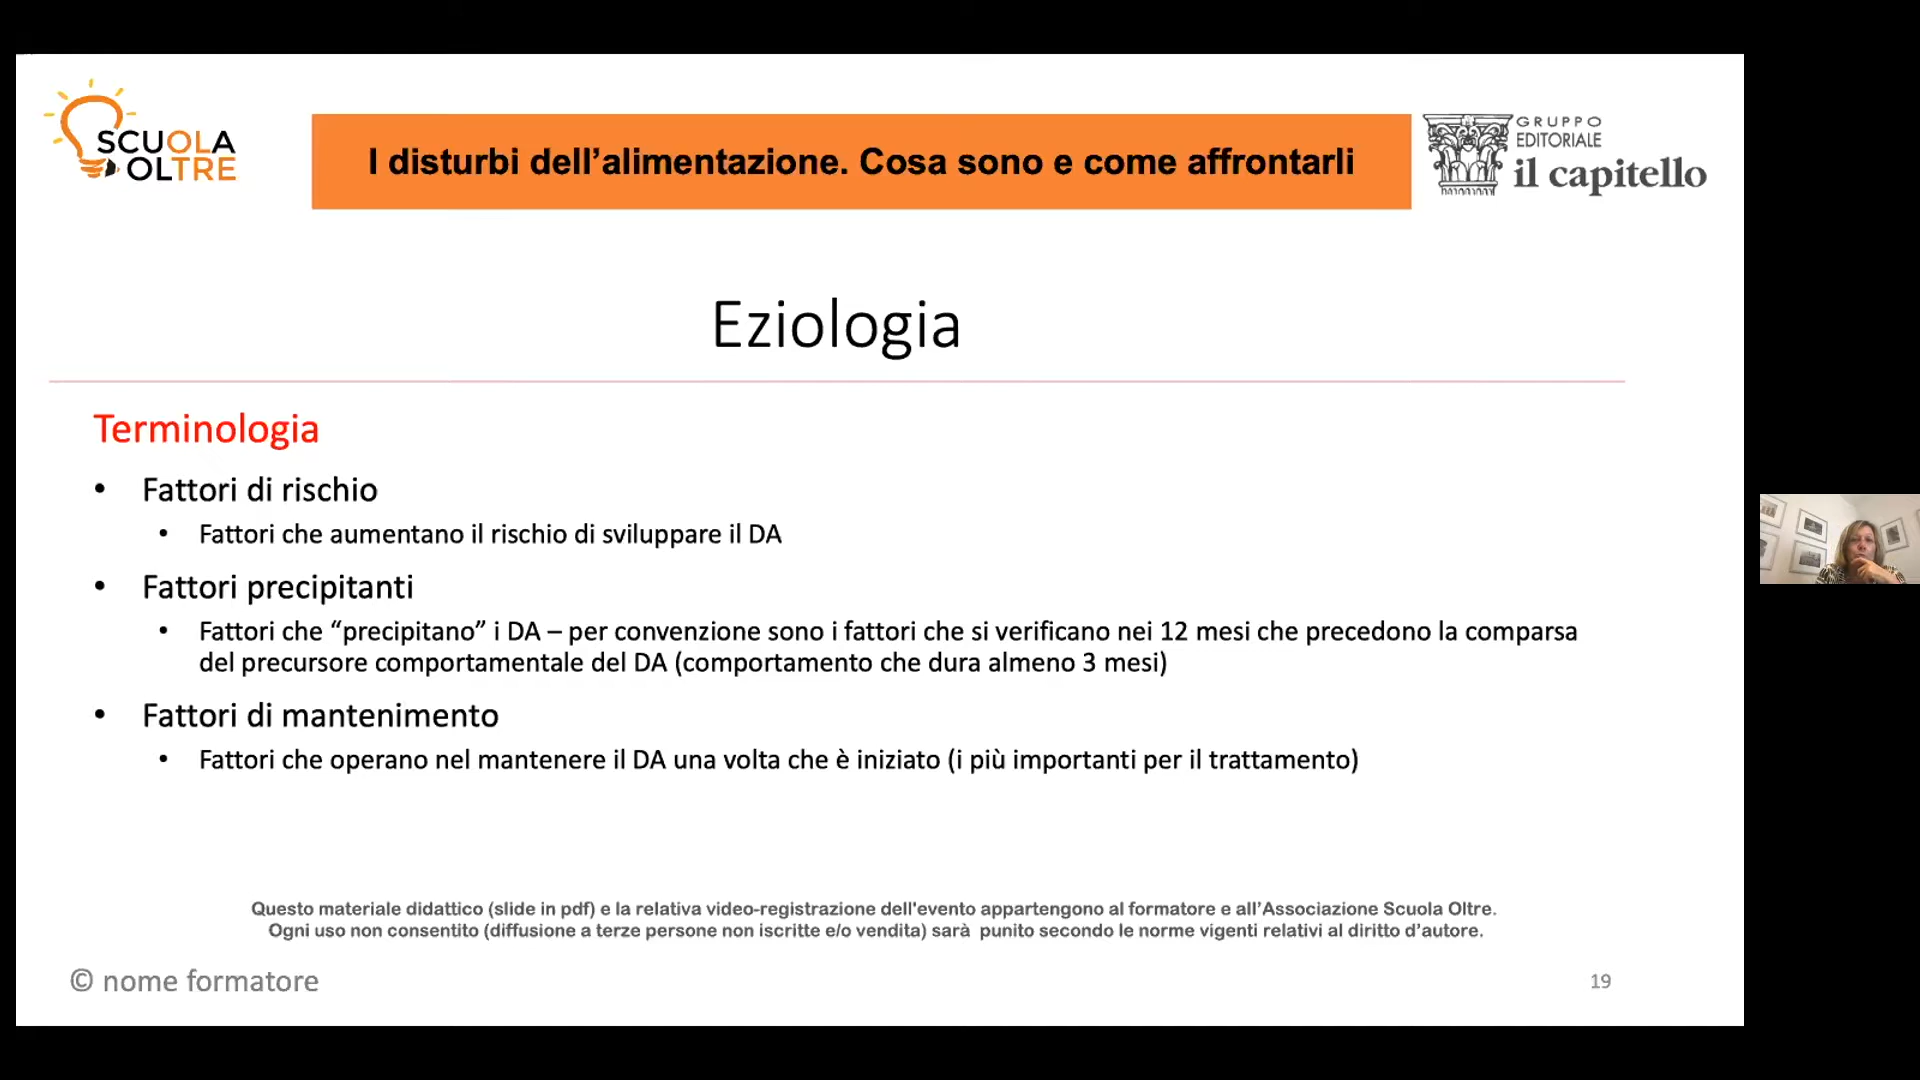 SCUOLA
OLTRE
I disturbi dell’alimentazione. Cosa sono e come affrontarli
GRUPPO
EDITORIALE
il capitello
Eziologia
Terminologia
• Fattori di rischio
• Fattori che aumentano il rischio di sviluppare il DA
• Fattori precipitanti
• Fattori che “precipitano” i DA – per convenzione sono i fattori che si verificano nei 12 mesi che precedono la comparsa
del precursore comportamentale del DA (comportamento che dura almeno 3 mesi)
• Fattori di mantenimento
• Fattori che operano nel mantenere il DA una volta che è iniziato (i più importanti per il trattamento)
Questo materiale didattico (slide in pdf) e la relativa video-registrazione dell'evento appartengono al formatore e all’Associazione Scuola Oltre.
Ogni uso non consentito (diffusione a terze persone non iscritte e/o vendita) sarà punito secondo le norme vigenti relativi al diritto d’autore.
© nome formatore
19